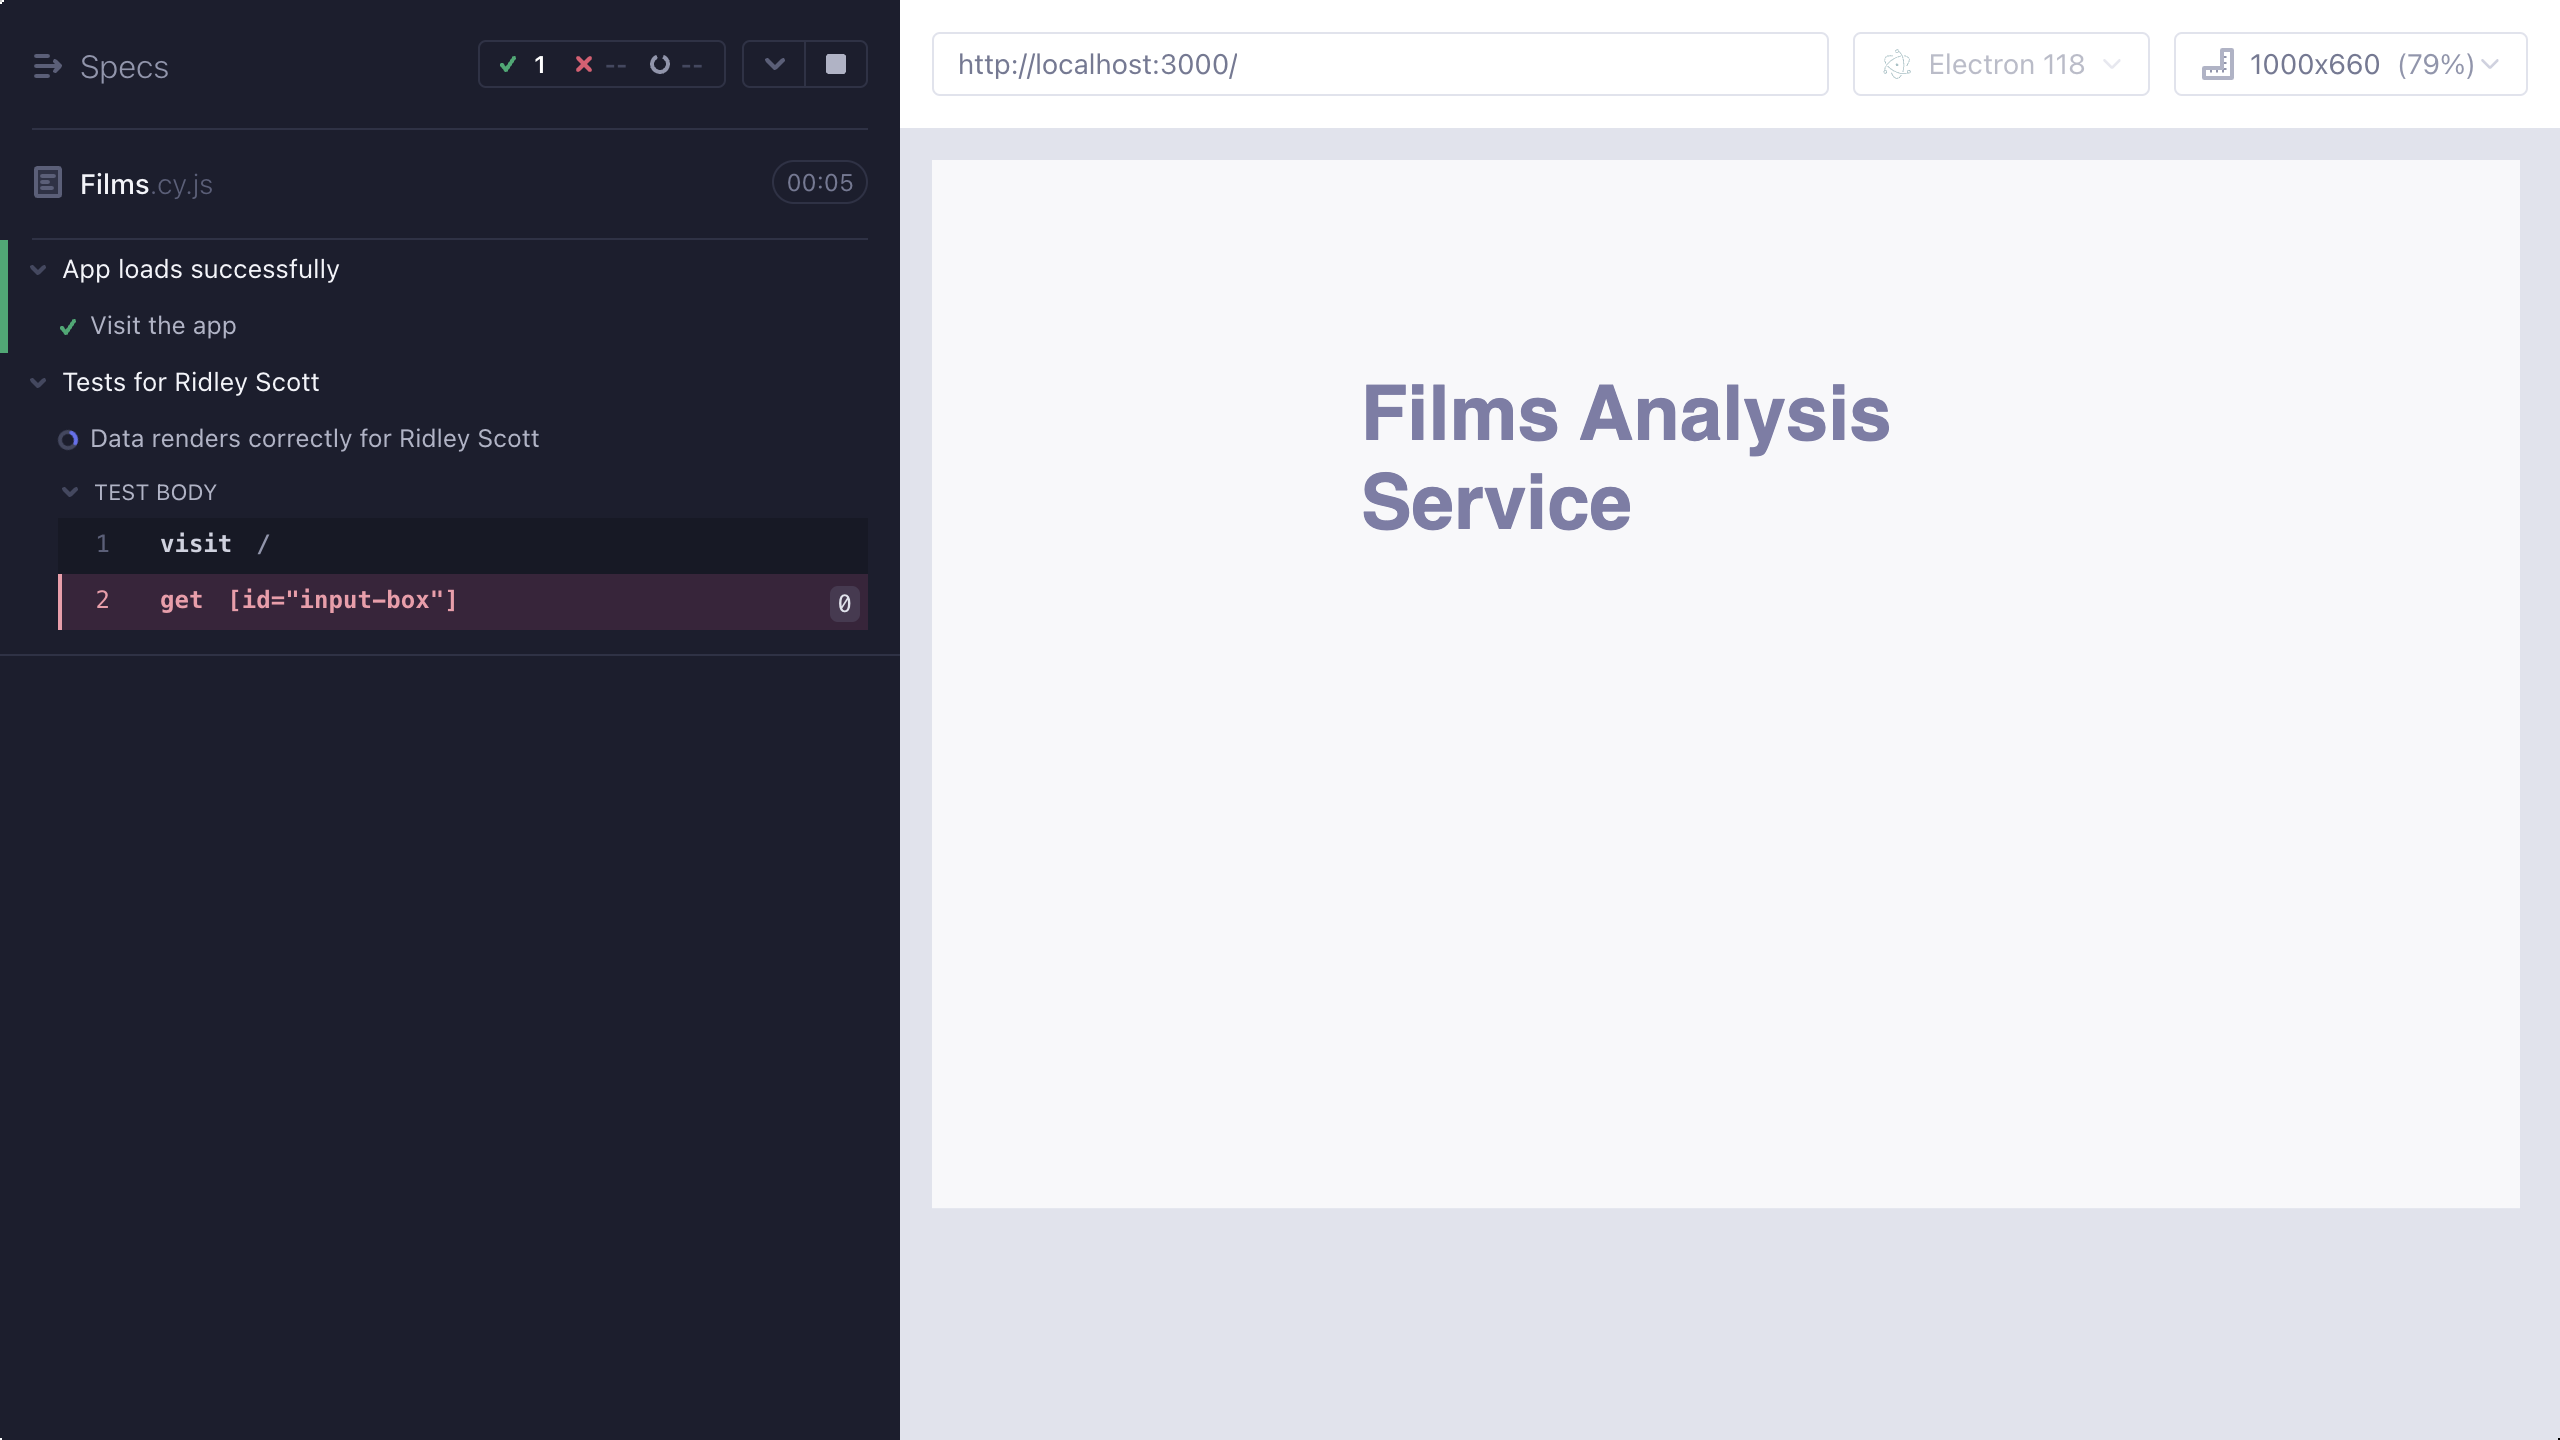 Specs
1 -- --
Films.cy.js
00:05
App loads successfully
Visit the app
Tests for Ridley Scott
Data renders correctly for Ridley Scott
TEST BODY
1 visit /
2 get [id="input-box"] 0
http://localhost:3000/
Electron 118
1000x660 (79%)
Films Analysis
Service